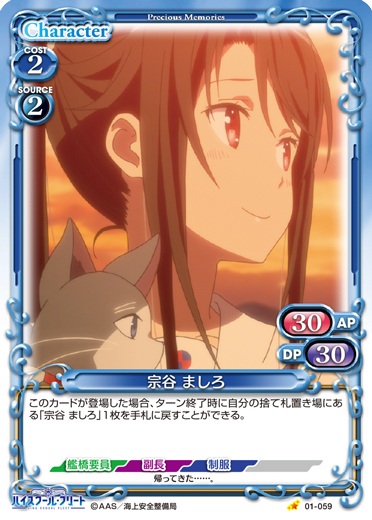 Precious Memories
Character
COST
2
SOURCE
2
30 AP
DP 30
宗谷 ましろ
このカードが登場した場合、ターン終了時に自分の捨て札置き場にある「宗谷 ましろ」1枚を手札に戻すことができる。
艦橋要員 副長 制服
帰ってきた……。
ハイスクール・フリート
©AAS／海上安全整備局
01-059